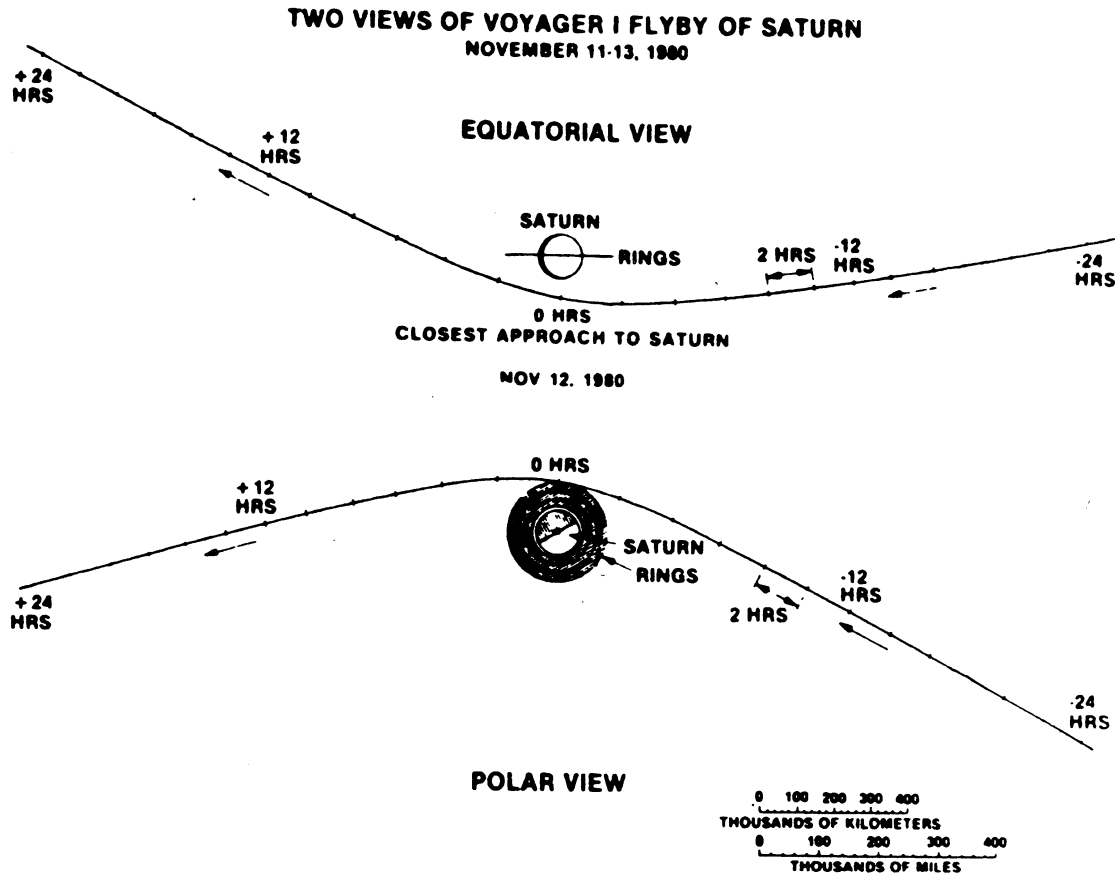 TWO VIEWS OF VOYAGER I FLYBY OF SATURN
NOVEMBER 11-13, 1980
+ 24
HRS
EQUATORIAL VIEW
+ 12
HRS
SATURN
RINGS
2 HRS
-12
HRS
-24
HRS
0 HRS
CLOSEST APPROACH TO SATURN
NOV 12, 1980
0 HRS
+ 12
HRS
SATURN
RINGS
-12
HRS
2 HRS
+ 24
HRS
-24
HRS
POLAR VIEW
0 100 200 300 400
THOUSANDS OF KILOMETERS
0 100 200 300 400
THOUSANDS OF MILES